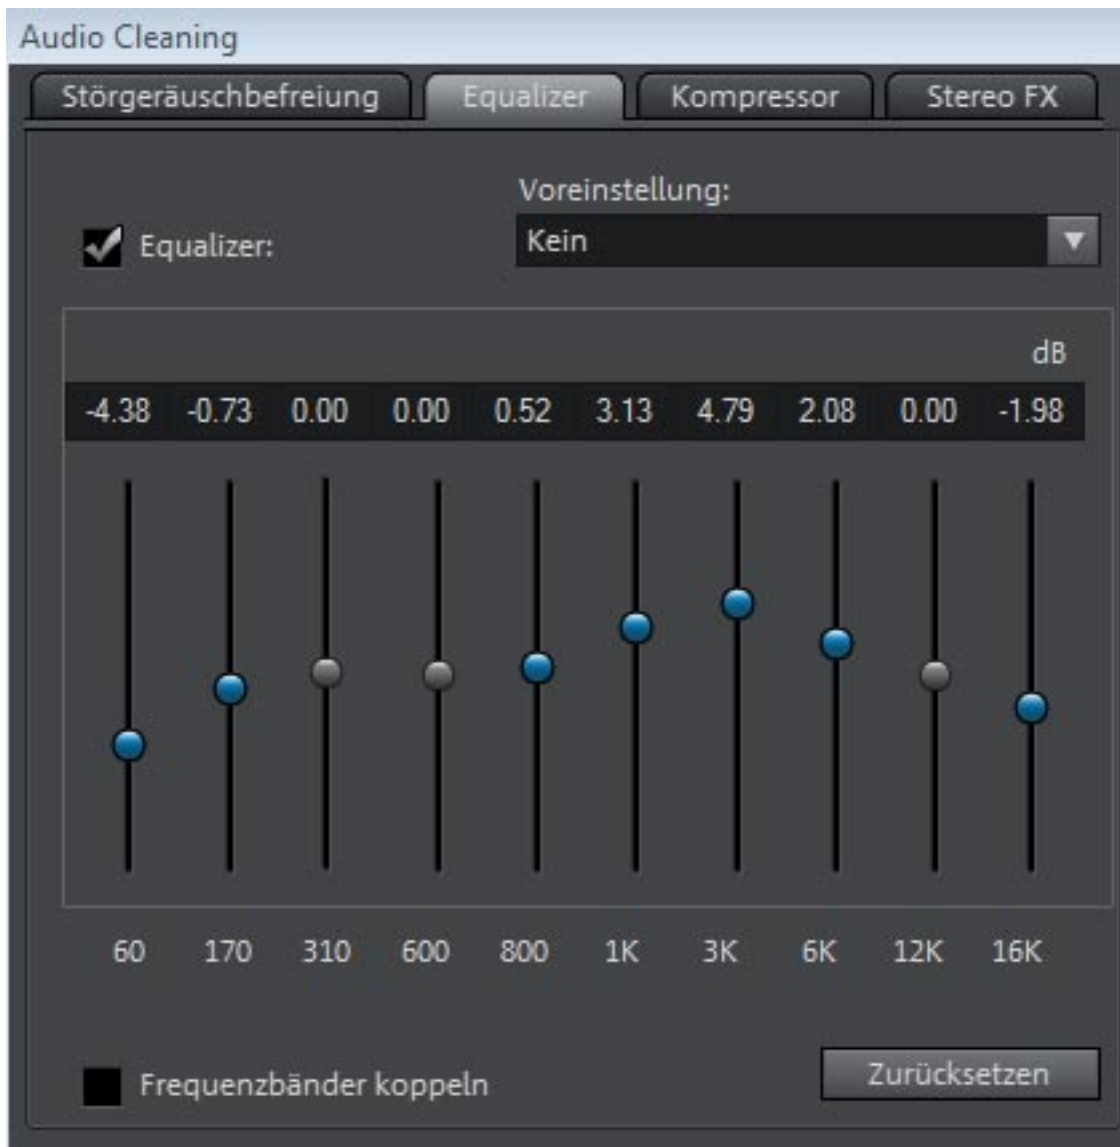 Audio Cleaning
Störgeräuschbefreiung Equalizer Kompressor Stereo FX
Voreinstellung:
Equalizer: Kein
dB
-4.38 -0.73 0.00 0.00 0.52 3.13 4.79 2.08 0.00 -1.98
60 170 310 600 800 1K 3K 6K 12K 16K
Frequenzbänder koppeln Zurücksetzen